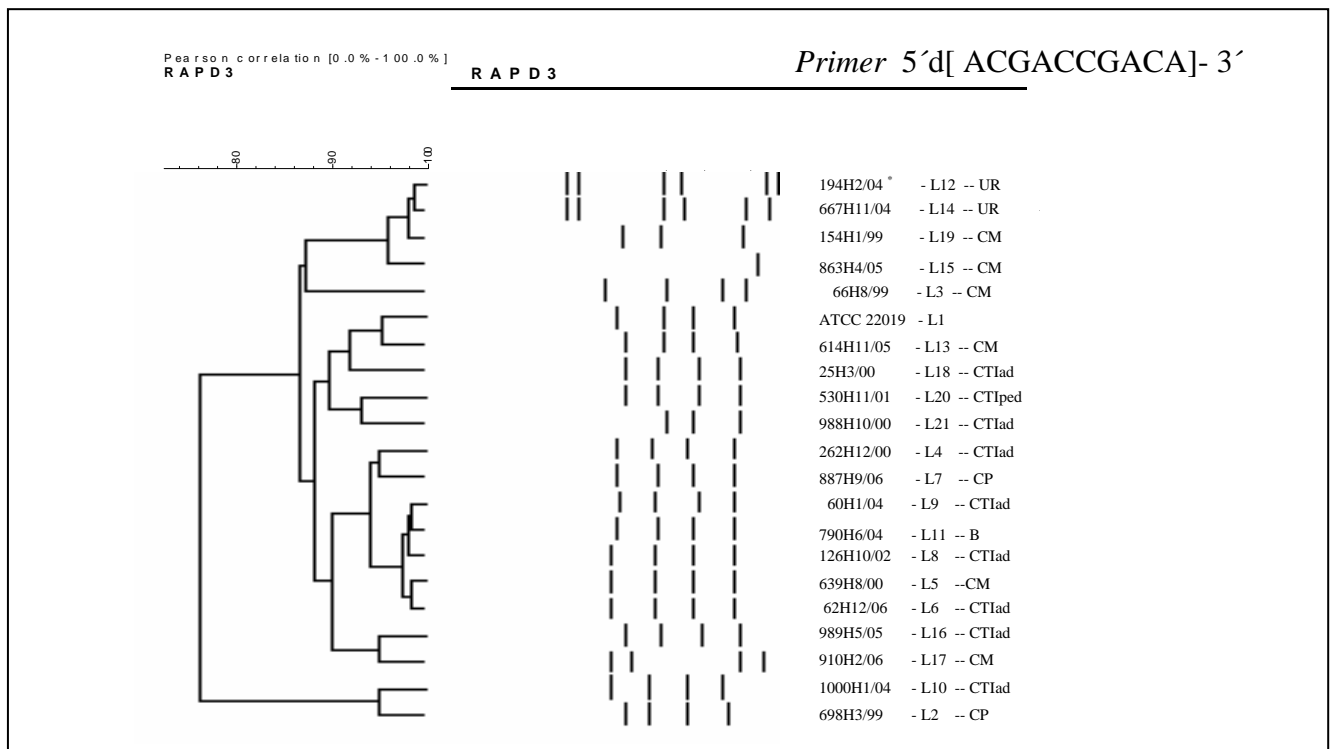 Pearson correlation [0.0%-100.0%]
RAPD3
RAPD3
Primer 5´d[ ACGACCGACA]- 3´
80
90
100
194H2/04 * - L12 -- UR
667H11/04 - L14 -- UR
154H1/99 - L19 -- CM
863H4/05 - L15 -- CM
66H8/99 - L3 -- CM
ATCC 22019 - L1
614H11/05 - L13 -- CM
25H3/00 - L18 -- CTIad
530H11/01 - L20 -- CTIped
988H10/00 - L21 -- CTIad
262H12/00 - L4 -- CTIad
887H9/06 - L7 -- CP
60H1/04 - L9 -- CTIad
790H6/04 - L11 -- B
126H10/02 - L8 -- CTIad
639H8/00 - L5 --CM
62H12/06 - L6 -- CTIad
989H5/05 - L16 -- CTIad
910H2/06 - L17 -- CM
1000H1/04 - L10 -- CTIad
698H3/99 - L2 -- CP